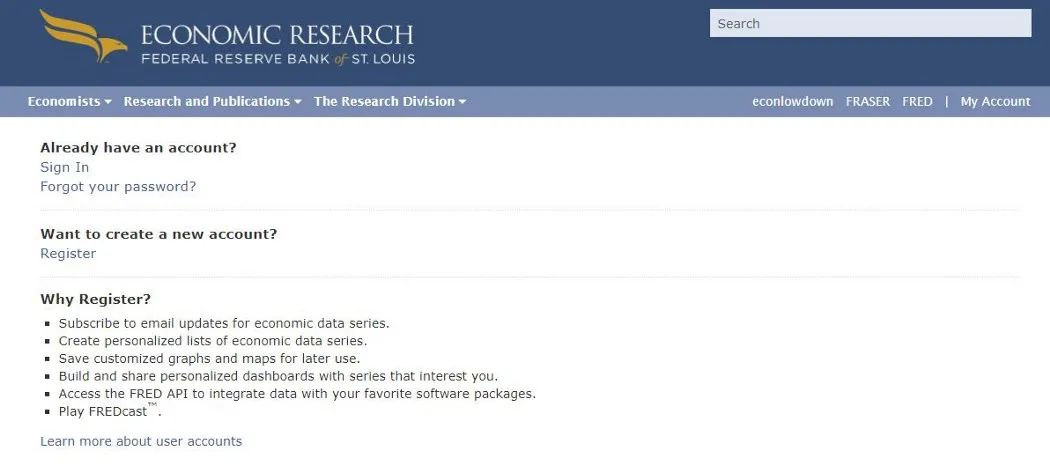 ECONOMIC RESEARCH
FEDERAL RESERVE BANK of ST. LOUIS
Search
Economists Research and Publications The Research Division econlowdown FRASER FRED | My Account
Already have an account?
Sign In
Forgot your password?
Want to create a new account?
Register
Why Register?
Subscribe to email updates for economic data series.
Create personalized lists of economic data series.
Save customized graphs and maps for later use.
Build and share personalized dashboards with series that interest you.
Access the FRED API to integrate data with your favorite software packages.
Play FREDcast™.
Learn more about user accounts